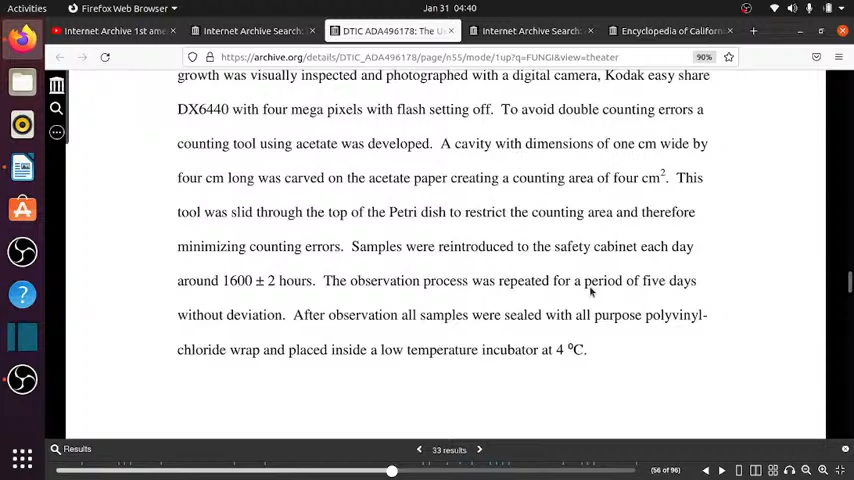 Activities
Firefox Web Browser
Jan 31 04:40
Internet Archive 1st ame
Internet Archive Search:
DTIC ADA496178: The Us
Internet Archive Search:
Encyclopedia of Californi
https://archive.org/details/DTIC_ADA496178/page/n55/mode/1up?q=FUNGI&view=theater
90%
growth was visually inspected and photographed with a digital camera, Kodak easy share
DX6440 with four mega pixels with flash setting off. To avoid double counting errors a
counting tool using acetate was developed. A cavity with dimensions of one cm wide by
four cm long was carved on the acetate paper creating a counting area of four cm². This
tool was slid through the top of the Petri dish to restrict the counting area and therefore
minimizing counting errors. Samples were reintroduced to the safety cabinet each day
around 1600 ± 2 hours. The observation process was repeated for a period of five days
without deviation. After observation all samples were sealed with all purpose polyvinyl-
chloride wrap and placed inside a low temperature incubator at 4 ⁰C.
Results
33 results
(56 of 96)